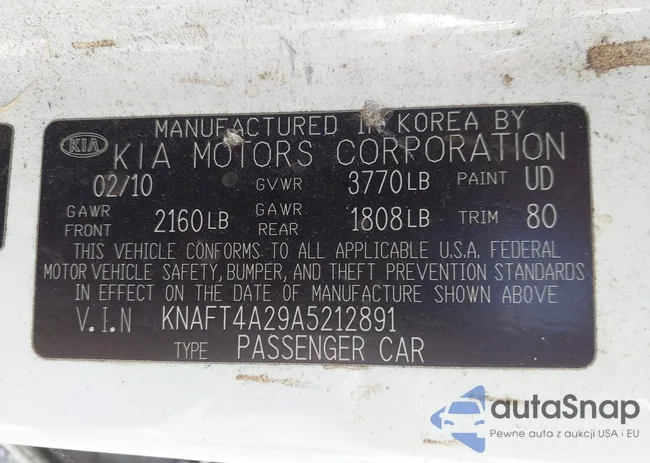 MANUFACTURED IN KOREA BY
KIA KIA MOTORS CORPORATION
02/10 GVWR 3770LB PAINT UD
GAWR FRONT 2160LB GAWR REAR 1808LB TRIM 80
THIS VEHICLE CONFORMS TO ALL APPLICABLE U.S.A. FEDERAL
MOTOR VEHICLE SAFETY, BUMPER, AND THEFT PREVENTION STANDARDS
IN EFFECT ON THE DATE OF MANUFACTURE SHOWN ABOVE
V.I.N KNAFT4A29A5212891
TYPE PASSENGER CAR
autaSnap
Pewne auta z aukcji USA i EU